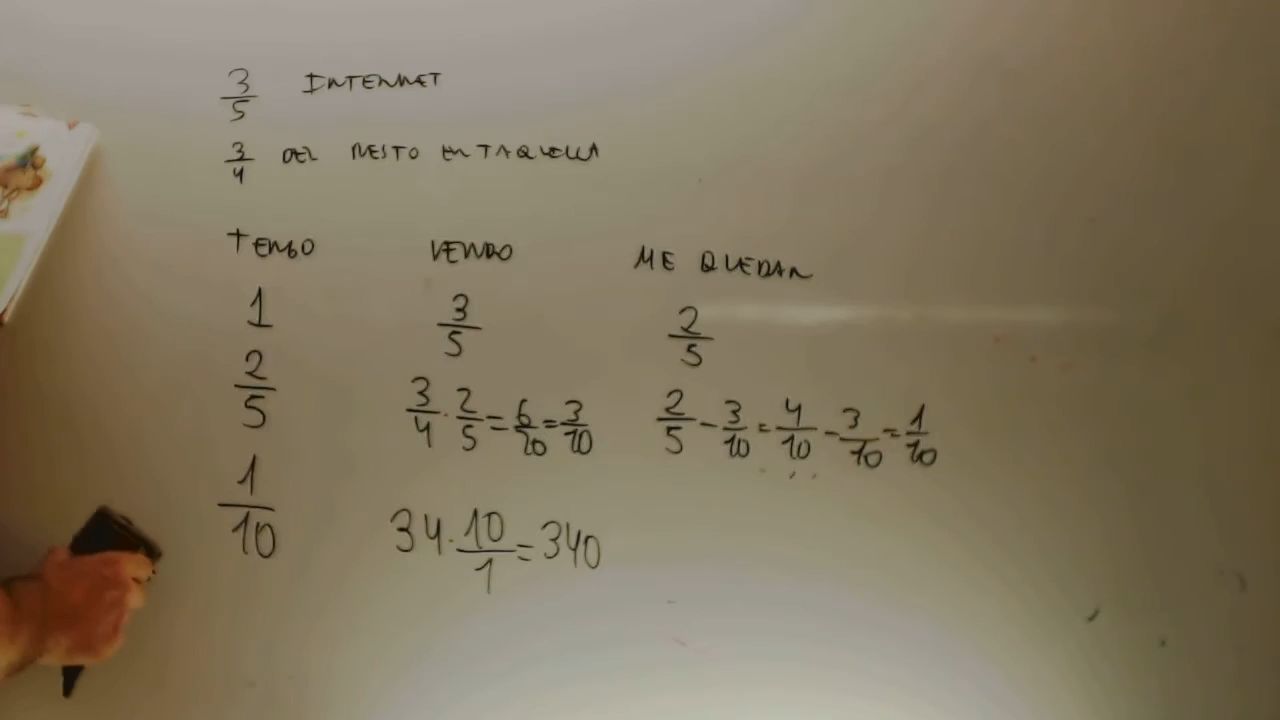 3/5 INTERNET
3/4 DEL RESTO EN TAQUILLA
TENGO VENDO ME QUEDAN
1 3/5 2/5
2/5 3/4 · 2/5 = 6/20 = 3/10 2/5 - 3/10 = 4/10 - 3/10 = 1/10
1/10 34 · 10/1 = 340